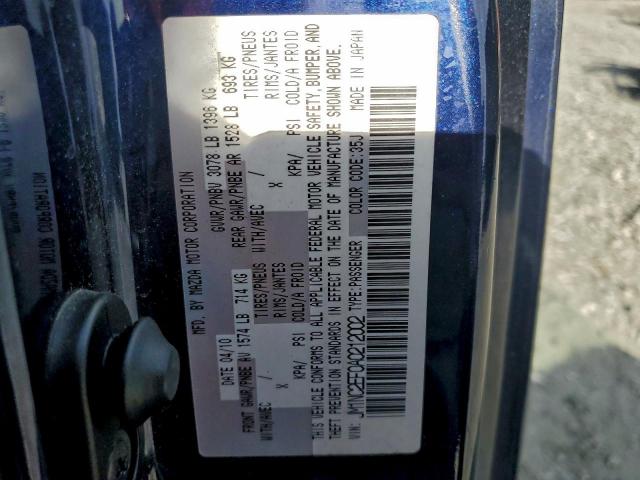 MFD. BY MAZDA MOTOR CORPORATION
DATE 04/10 GVWR/PNBV 3078 LB 1396 KG
FRONT GAWR/PNBE AV 1574 LB 714 KG REAR GAWR/PNBE AR 1528 LB 693 KG
WITH/AVEC TIRES/PNEUS WITH/AVEC TIRES/PNEUS
X RIMS/JANTES X / RIMS/JANTES
KPA/ PSI COLD/A FROID KPA/ PSI COLD/A FROID
THIS VEHICLE CONFORMS TO ALL APPLICABLE FEDERAL MOTOR VEHICLE SAFETY, BUMPER, AND
THEFT PREVENTION STANDARDS IN EFFECT ON THE DATE OF MANUFACTURE SHOWN ABOVE.
JM1NC2EF0A0212002 TYPE:PASSENGER COLOR CODE:35J MADE IN JAPAN